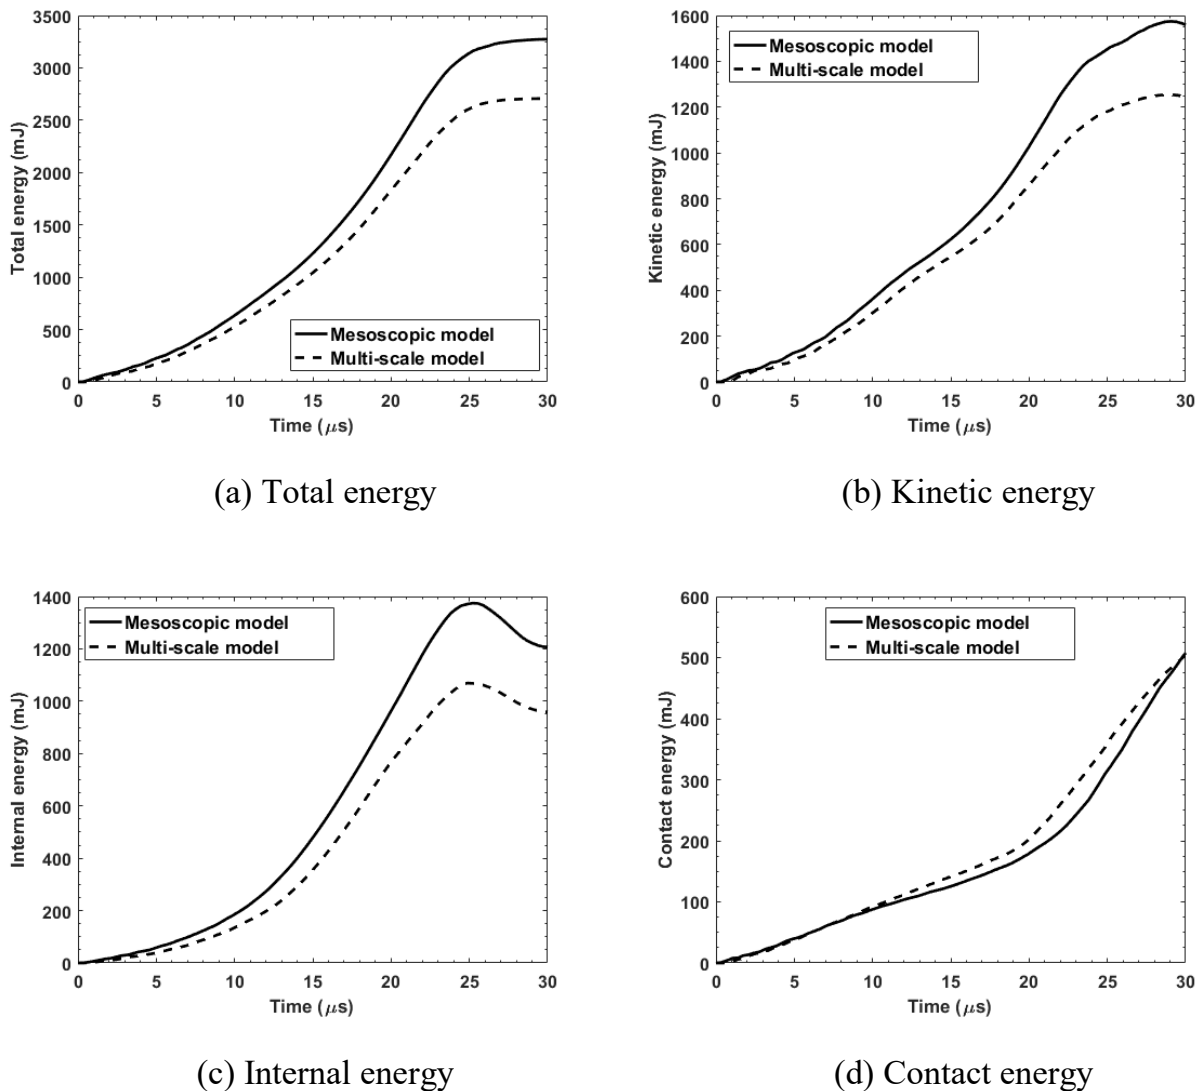 3500
3000
2500
2000
1500
1000
500
0
Total energy (mJ)
Mesoscopic model
Multi-scale model
0 5 10 15 20 25 30
Time (μs)
(a) Total energy
1600
1400
1200
1000
800
600
400
200
0
Kinetic energy (mJ)
Mesoscopic model
Multi-scale model
0 5 10 15 20 25 30
Time (μs)
(b) Kinetic energy
1400
1200
1000
800
600
400
200
0
Internal energy (mJ)
Mesoscopic model
Multi-scale model
0 5 10 15 20 25 30
Time (μs)
(c) Internal energy
600
500
400
300
200
100
0
Contact energy (mJ)
Mesoscopic model
Multi-scale model
0 5 10 15 20 25 30
Time (μs)
(d) Contact energy